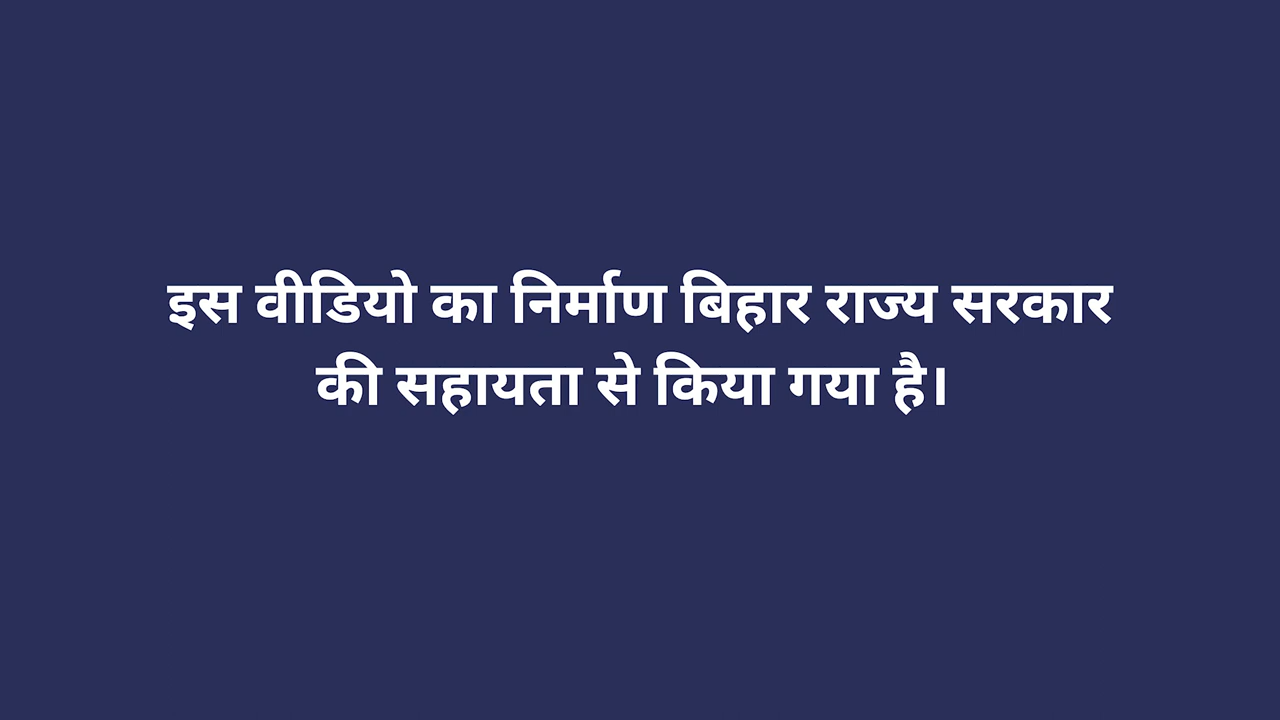 इस वीडियो का निर्माण बिहार राज्य सरकार
की सहायता से किया गया है।